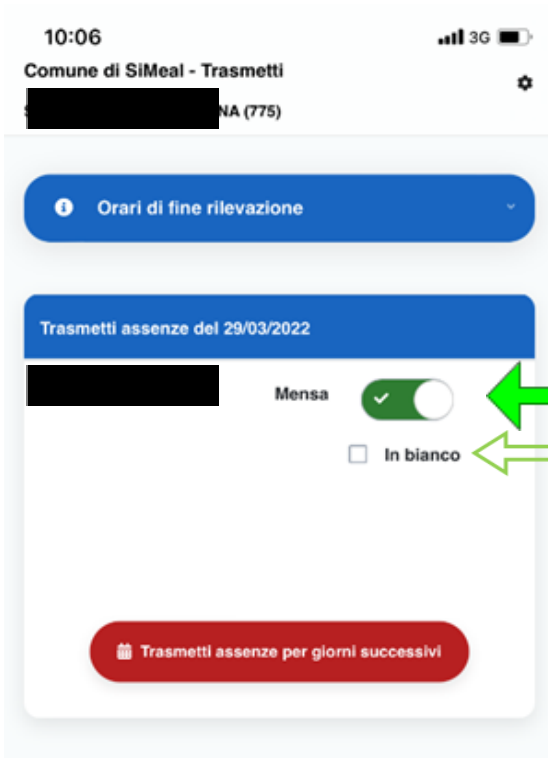 10:06 3G
Comune di SiMeal - Trasmetti
NA (775)
Orari di fine rilevazione
Trasmetti assenze del 29/03/2022
Mensa
In bianco
Trasmetti assenze per giorni successivi